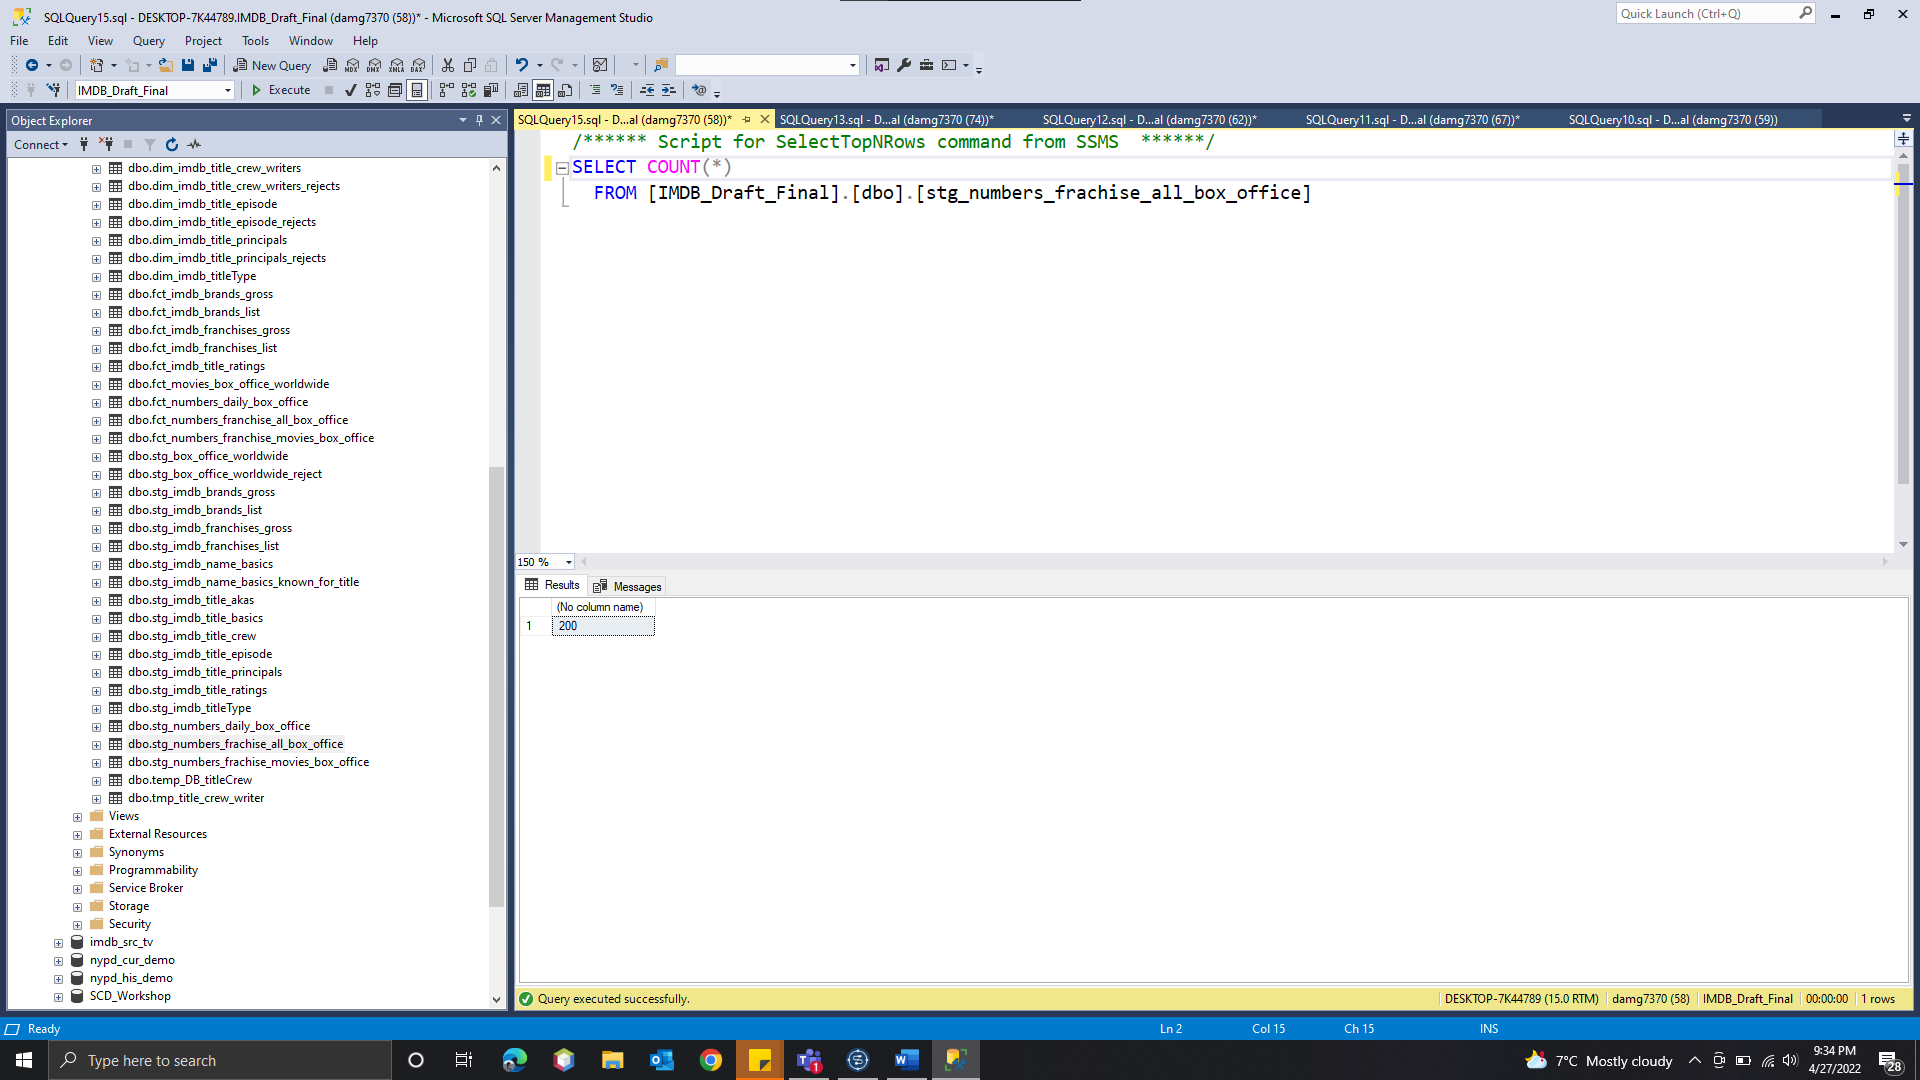 SQLQuery15.sql - DESKTOP-7K44789.IMDB_Draft_Final (damg7370 (58))* - Microsoft SQL Server Management Studio
Quick Launch (Ctrl+Q)
File Edit View Query Project Tools Window Help
New Query
MDX DMX XMLA DAX
IMDB_Draft_Final
Execute
Object Explorer
Connect
dbo.dim_imdb_title_crew_writers
dbo.dim_imdb_title_crew_writers_rejects
dbo.dim_imdb_title_episode
dbo.dim_imdb_title_episode_rejects
dbo.dim_imdb_title_principals
dbo.dim_imdb_title_principals_rejects
dbo.dim_imdb_titleType
dbo.fct_imdb_brands_gross
dbo.fct_imdb_brands_list
dbo.fct_imdb_franchises_gross
dbo.fct_imdb_franchises_list
dbo.fct_imdb_title_ratings
dbo.fct_movies_box_office_worldwide
dbo.fct_numbers_daily_box_office
dbo.fct_numbers_franchise_all_box_office
dbo.fct_numbers_franchise_movies_box_office
dbo.stg_box_office_worldwide
dbo.stg_box_office_worldwide_reject
dbo.stg_imdb_brands_gross
dbo.stg_imdb_brands_list
dbo.stg_imdb_franchises_gross
dbo.stg_imdb_franchises_list
dbo.stg_imdb_name_basics
dbo.stg_imdb_name_basics_known_for_title
dbo.stg_imdb_title_akas
dbo.stg_imdb_title_basics
dbo.stg_imdb_title_crew
dbo.stg_imdb_title_episode
dbo.stg_imdb_title_principals
dbo.stg_imdb_title_ratings
dbo.stg_imdb_titleType
dbo.stg_numbers_daily_box_office
dbo.stg_numbers_frachise_all_box_office
dbo.stg_numbers_frachise_movies_box_office
dbo.temp_DB_titleCrew
dbo.tmp_title_crew_writer
Views
External Resources
Synonyms
Programmability
Service Broker
Storage
Security
imdb_src_tv
nypd_cur_demo
nypd_his_demo
SCD_Workshop
SQLQuery15.sql - D...al (damg7370 (58))* SQLQuery13.sql - D...al (damg7370 (74))* SQLQuery12.sql - D...al (damg7370 (62))* SQLQuery11.sql - D...al (damg7370 (67))* SQLQuery10.sql - D...al (damg7370 (59))
/****** Script for SelectTopNRows command from SSMS  ******/
SELECT COUNT(*)
FROM [IMDB_Draft_Final].[dbo].[stg_numbers_frachise_all_box_office]
150 %
Results Messages
(No column name)
1 200
Query executed successfully. DESKTOP-7K44789 (15.0 RTM) damg7370 (58) IMDB_Draft_Final 00:00:00 1 rows
Ready Ln 2 Col 15 Ch 15 INS
Type here to search
1
7°C Mostly cloudy
9:34 PM
4/27/2022
28